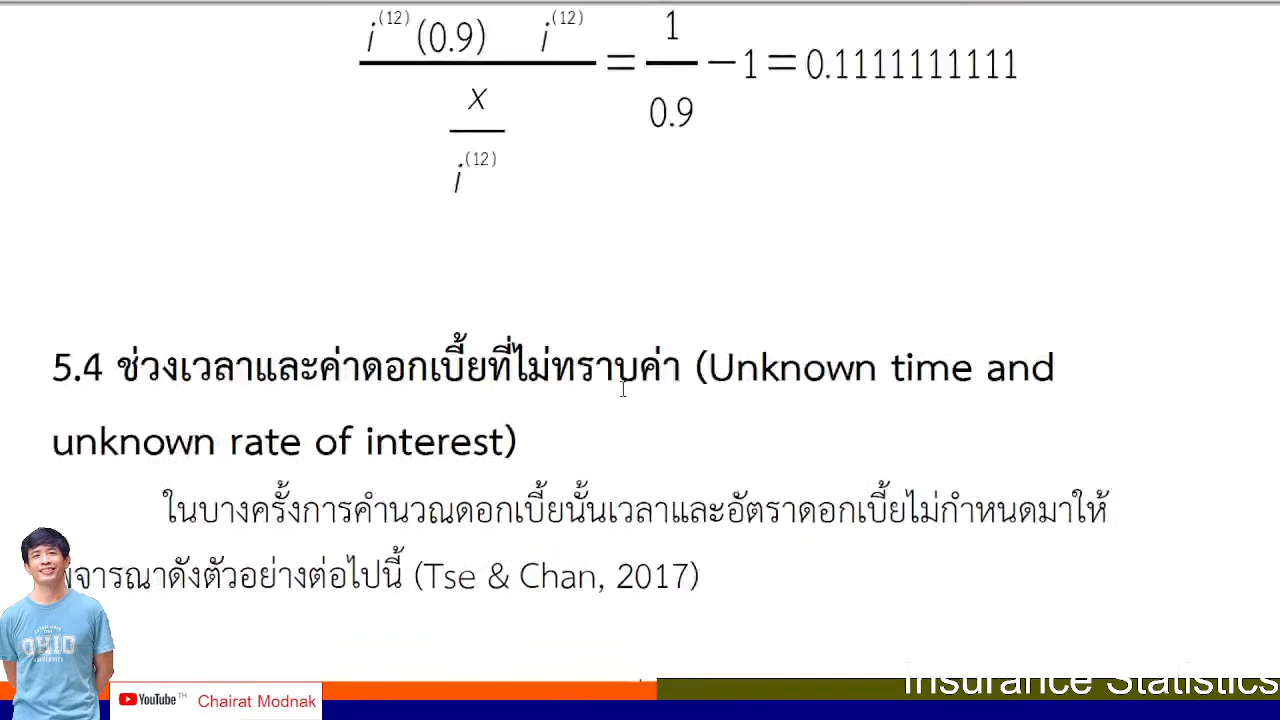 i(12)(0.9) i(12)
x
i(12)
= 1
0.9
−1=0.1111111111
5.4 ช่วงเวลาและค่าดอกเบี้ยที่ไม่ทราบค่า (Unknown time and
unknown rate of interest)
ในบางครั้งการคำนวณดอกเบี้ยนั้นเวลาและอัตราดอกเบี้ยไม่กำหนดมาให้
พิจารณาดังตัวอย่างต่อไปนี้ (Tse & Chan, 2017)
OHIO
YouTube TH Chairat Modnak
Insurance Statistics